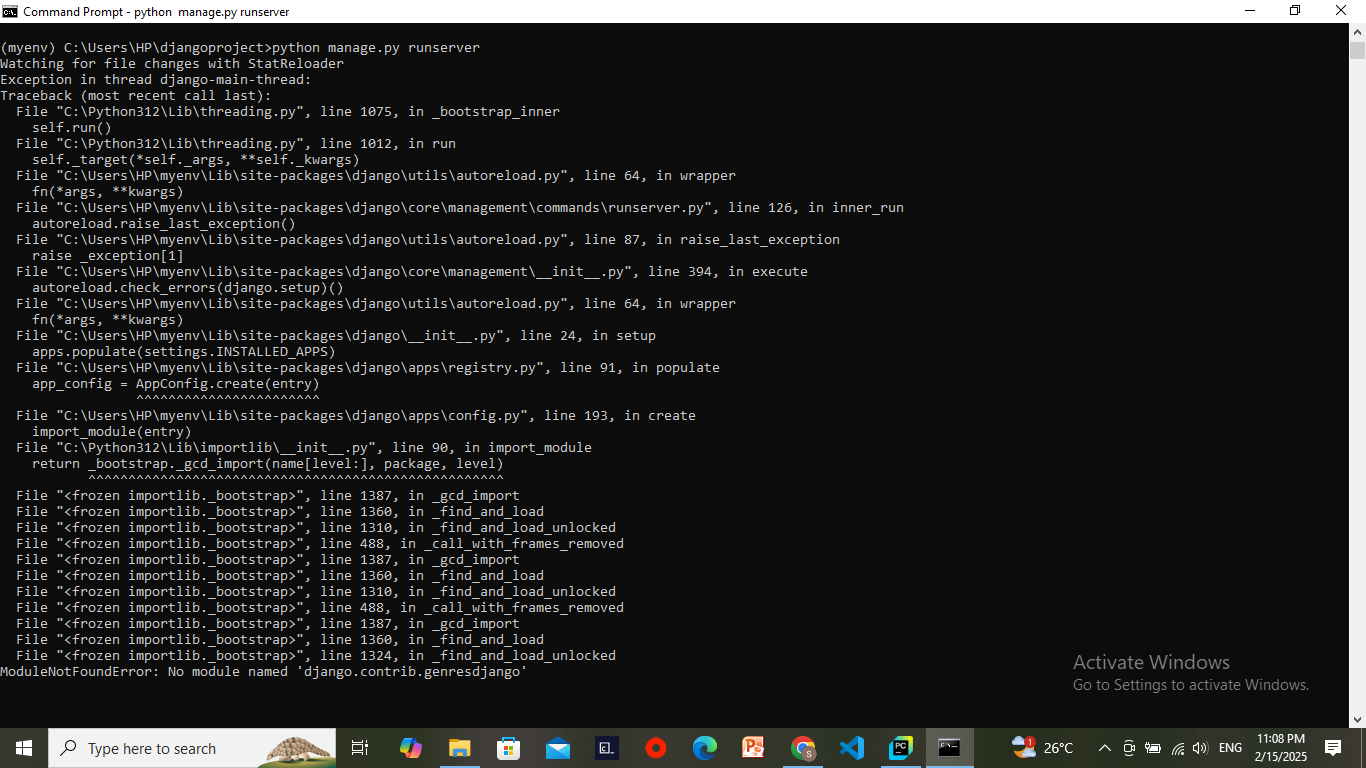 Command Prompt - python  manage.py runserver
(myenv) C:\Users\HP\djangoproject>python manage.py runserver
Watching for file changes with StatReloader
Exception in thread django-main-thread:
Traceback (most recent call last):
  File "C:\Python312\Lib\threading.py", line 1075, in _bootstrap_inner
    self.run()
  File "C:\Python312\Lib\threading.py", line 1012, in run
    self._target(*self._args, **self._kwargs)
  File "C:\Users\HP\myenv\Lib\site-packages\django\utils\autoreload.py", line 64, in wrapper
    fn(*args, **kwargs)
  File "C:\Users\HP\myenv\Lib\site-packages\django\core\management\commands\runserver.py", line 126, in inner_run
    autoreload.raise_last_exception()
  File "C:\Users\HP\myenv\Lib\site-packages\django\utils\autoreload.py", line 87, in raise_last_exception
    raise _exception[1]
  File "C:\Users\HP\myenv\Lib\site-packages\django\core\management\__init__.py", line 394, in execute
    autoreload.check_errors(django.setup)()
  File "C:\Users\HP\myenv\Lib\site-packages\django\utils\autoreload.py", line 64, in wrapper
    fn(*args, **kwargs)
  File "C:\Users\HP\myenv\Lib\site-packages\django\__init__.py", line 24, in setup
    apps.populate(settings.INSTALLED_APPS)
  File "C:\Users\HP\myenv\Lib\site-packages\django\apps\registry.py", line 91, in populate
    app_config = AppConfig.create(entry)
                 ^^^^^^^^^^^^^^^^^^^^^^^
  File "C:\Users\HP\myenv\Lib\site-packages\django\apps\config.py", line 193, in create
    import_module(entry)
  File "C:\Python312\Lib\importlib\__init__.py", line 90, in import_module
    return _bootstrap._gcd_import(name[level:], package, level)
           ^^^^^^^^^^^^^^^^^^^^^^^^^^^^^^^^^^^^^^^^^^^^^^^^^^^^
  File "<frozen importlib._bootstrap>", line 1387, in _gcd_import
  File "<frozen importlib._bootstrap>", line 1360, in _find_and_load
  File "<frozen importlib._bootstrap>", line 1310, in _find_and_load_unlocked
  File "<frozen importlib._bootstrap>", line 488, in _call_with_frames_removed
  File "<frozen importlib._bootstrap>", line 1387, in _gcd_import
  File "<frozen importlib._bootstrap>", line 1360, in _find_and_load
  File "<frozen importlib._bootstrap>", line 1310, in _find_and_load_unlocked
  File "<frozen importlib._bootstrap>", line 488, in _call_with_frames_removed
  File "<frozen importlib._bootstrap>", line 1387, in _gcd_import
  File "<frozen importlib._bootstrap>", line 1360, in _find_and_load
  File "<frozen importlib._bootstrap>", line 1324, in _find_and_load_unlocked
ModuleNotFoundError: No module named 'django.contrib.genresdjango'
Activate Windows
Go to Settings to activate Windows.
Type here to search
26°C
ENG
11:08 PM
2/15/2025